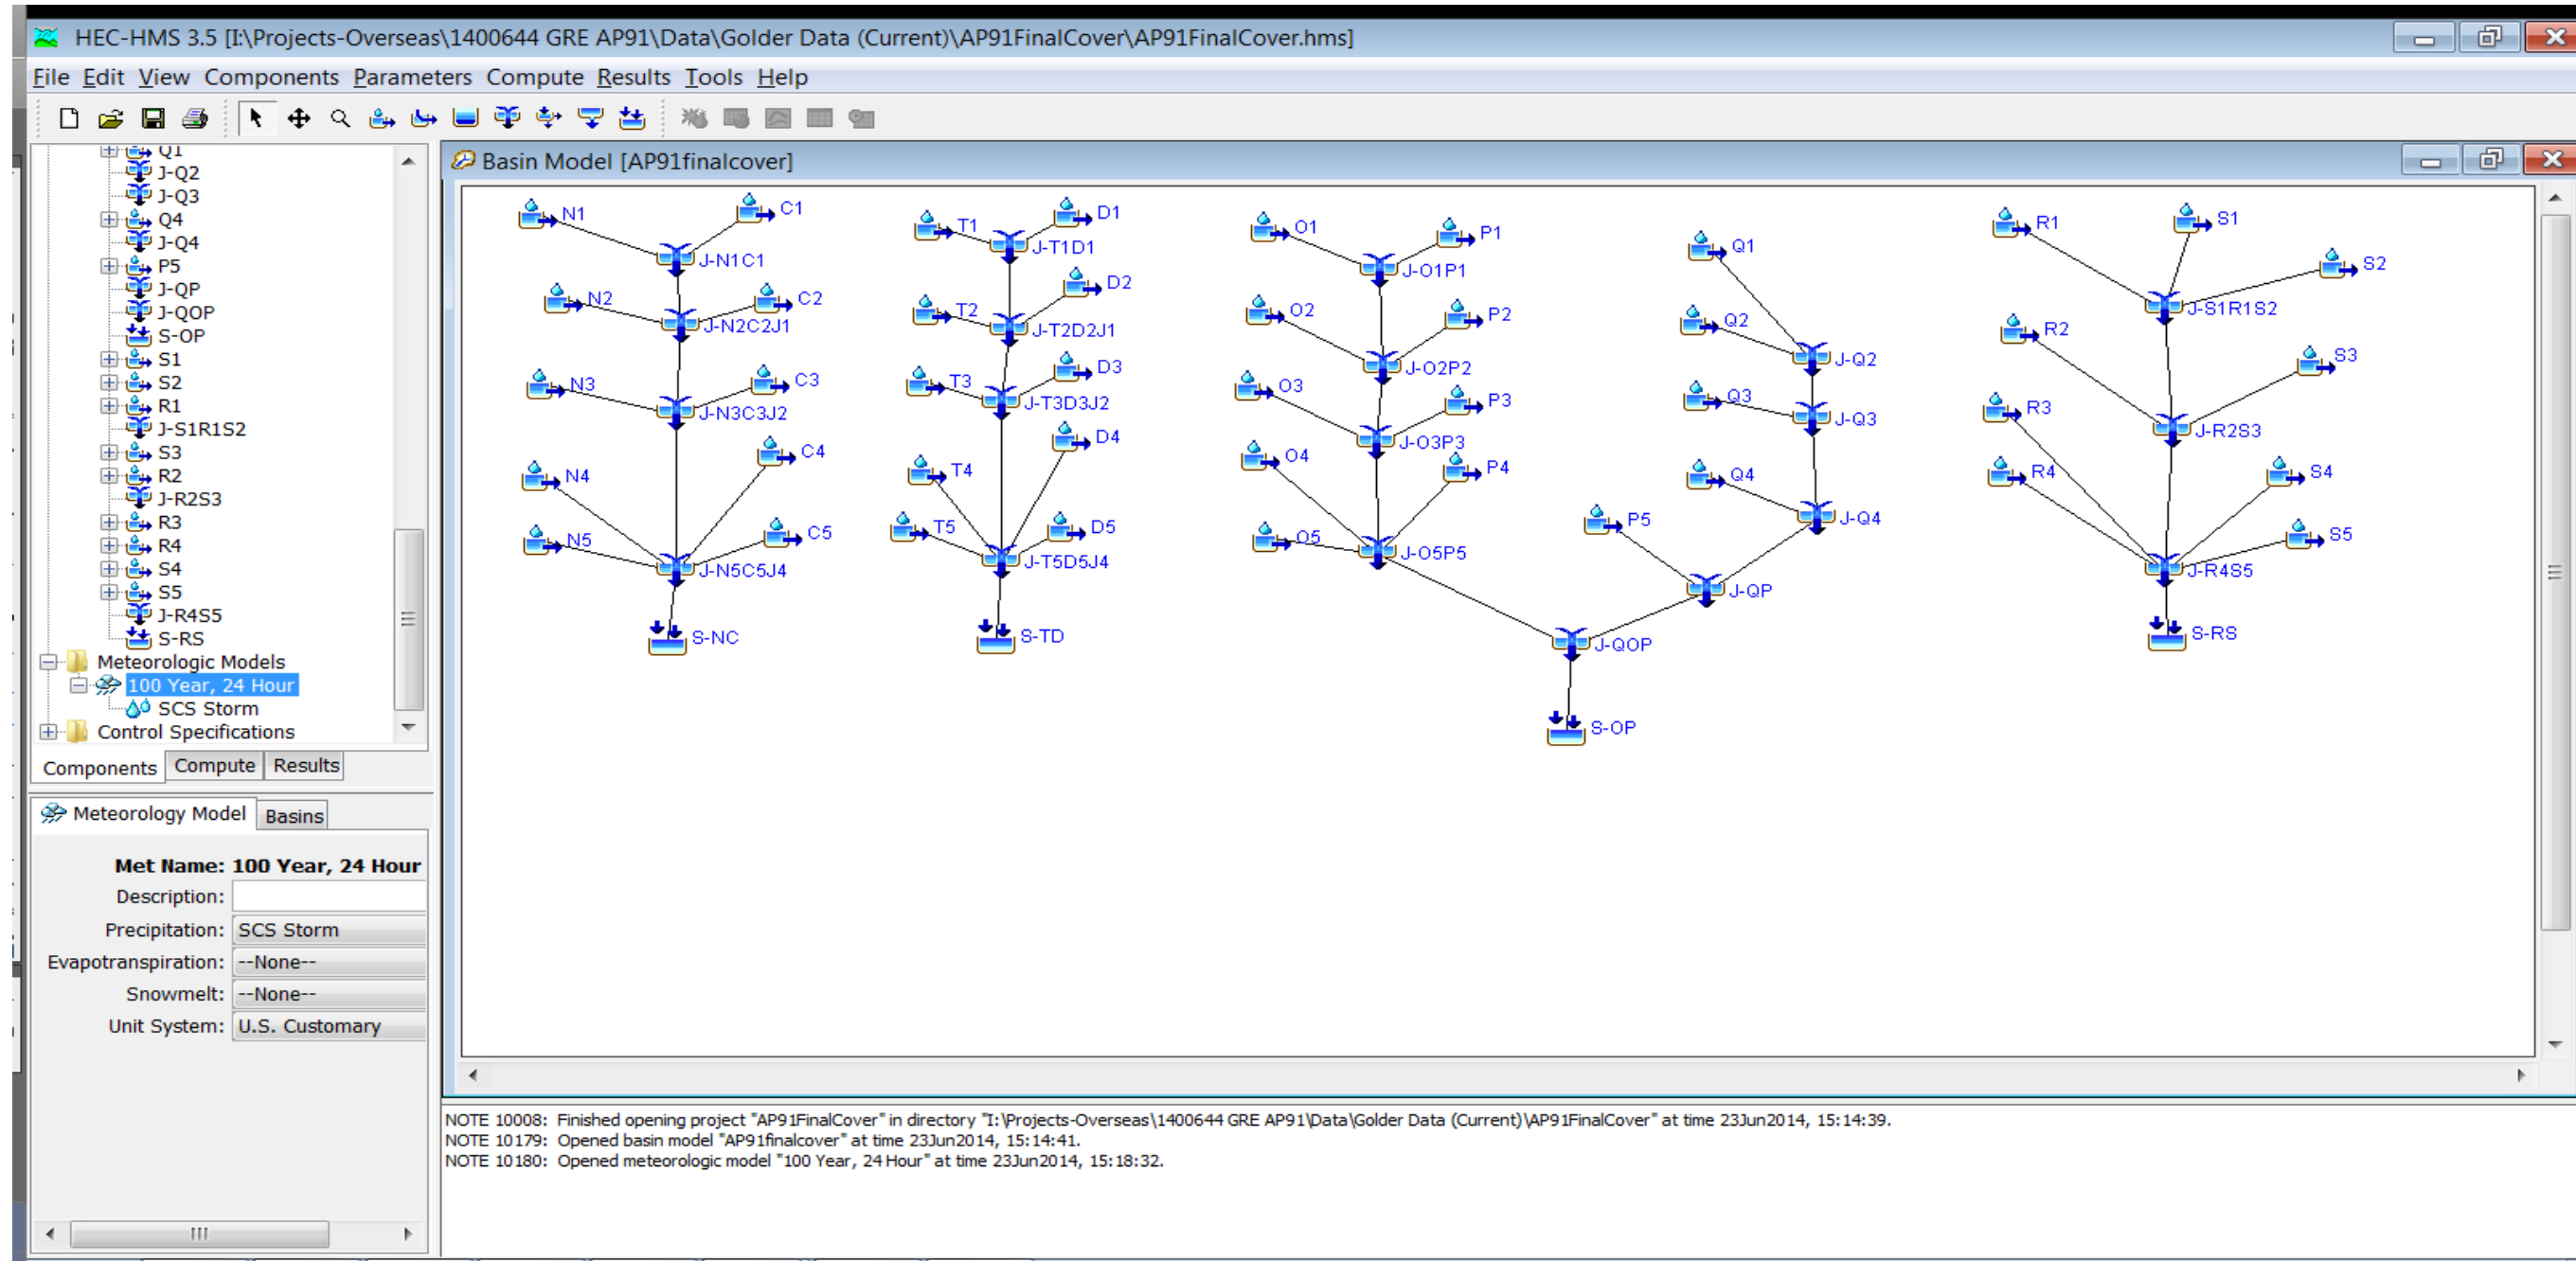 HEC-HMS 3.5 [I:\Projects-Overseas\1400644 GRE AP91\Data\Golder Data (Current)\AP91FinalCover\AP91FinalCover.hms]
File Edit View Components Parameters Compute Results Tools Help
Q1
J-Q2
J-Q3
Q4
J-Q4
P5
J-QP
J-QOP
S-OP
S1
S2
R1
J-S1R1S2
S3
R2
J-R2S3
R3
R4
S4
S5
J-R4S5
S-RS
Meteorologic Models
100 Year, 24 Hour
SCS Storm
Control Specifications
Components Compute Results
Meteorology Model Basins
Met Name: 100 Year, 24 Hour
Description:
Precipitation: SCS Storm
Evapotranspiration: --None--
Snowmelt: --None--
Unit System: U.S. Customary
Basin Model [AP91finalcover]
N1 C1
J-N1C1
N2 C2
J-N2C2J1
N3 C3
J-N3C3J2
C4
N4
N5 C5
J-N5C5J4
S-NC
T1 D1
J-T1D1
D2
T2
J-T2D2J1
T3 D3
J-T3D3J2
D4
T4
T5 D5
J-T5D5J4
S-TD
O1 P1
J-O1P1
O2 P2
J-O2P2
O3 P3
J-O3P3
O4 P4
O5
J-O5P5
Q1
Q2
J-Q2
Q3
J-Q3
Q4
P5 J-Q4
J-QP
J-QOP
S-OP
R1 S1
S2
J-S1R1S2
R2
S3
R3
J-R2S3
R4 S4
S5
J-R4S5
S-RS
NOTE 10008: Finished opening project "AP91FinalCover" in directory "I:\Projects-Overseas\1400644 GRE AP91\Data\Golder Data (Current)\AP91FinalCover" at time 23Jun2014, 15:14:39.
NOTE 10179: Opened basin model "AP91finalcover" at time 23Jun2014, 15:14:41.
NOTE 10180: Opened meteorologic model "100 Year, 24 Hour" at time 23Jun2014, 15:18:32.